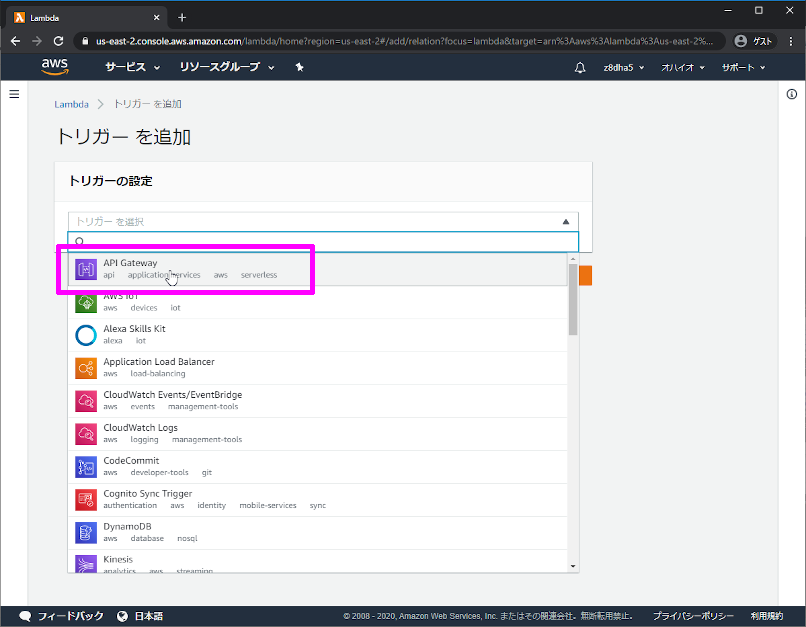 Lambda
us-east-2.console.aws.amazon.com/lambda/home?region=us-east-2#/add/relation?focus=lambda&target=arn%3Aaws%3Alambda%3Aus-east-2%...
ゲスト
aws サービス リソースグループ z8dha5 オハイオ サポート
Lambda トリガー を追加
トリガー を追加
トリガーの設定
トリガー を選択
API Gateway
api application-services aws serverless
AWS IoT
aws devices iot
Alexa Skills Kit
alexa iot
Application Load Balancer
aws load-balancing
CloudWatch Events/EventBridge
aws events management-tools
CloudWatch Logs
aws logging management-tools
CodeCommit
aws developer-tools git
Cognito Sync Trigger
authentication aws identity mobile-services sync
DynamoDB
aws database nosql
Kinesis
analytics aws streaming
フィードバック 日本語 © 2008 - 2020, Amazon Web Services, Inc. またはその関連会社。無断転用禁止。 プライバシーポリシー 利用規約